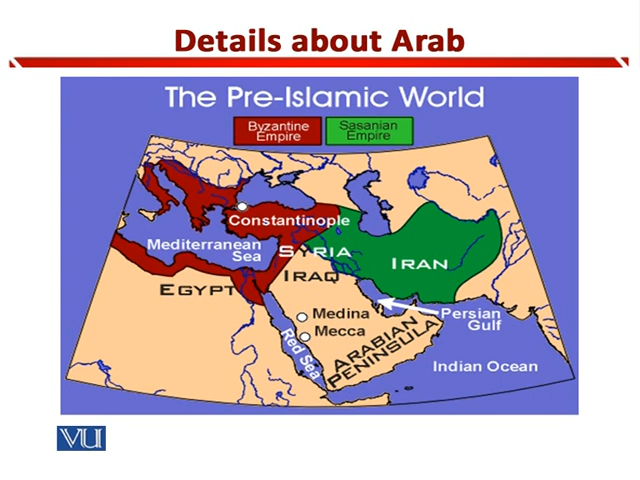 Details about Arab
The Pre-Islamic World
Byzantine
Empire
Sasanian
Empire
Constantinople
Mediterranean
Sea
SYRIA
IRAN
IRAQ
EGYPT
Medina
Mecca
Red Sea
ARABIAN
PENINSULA
Persian
Gulf
Indian Ocean
VU